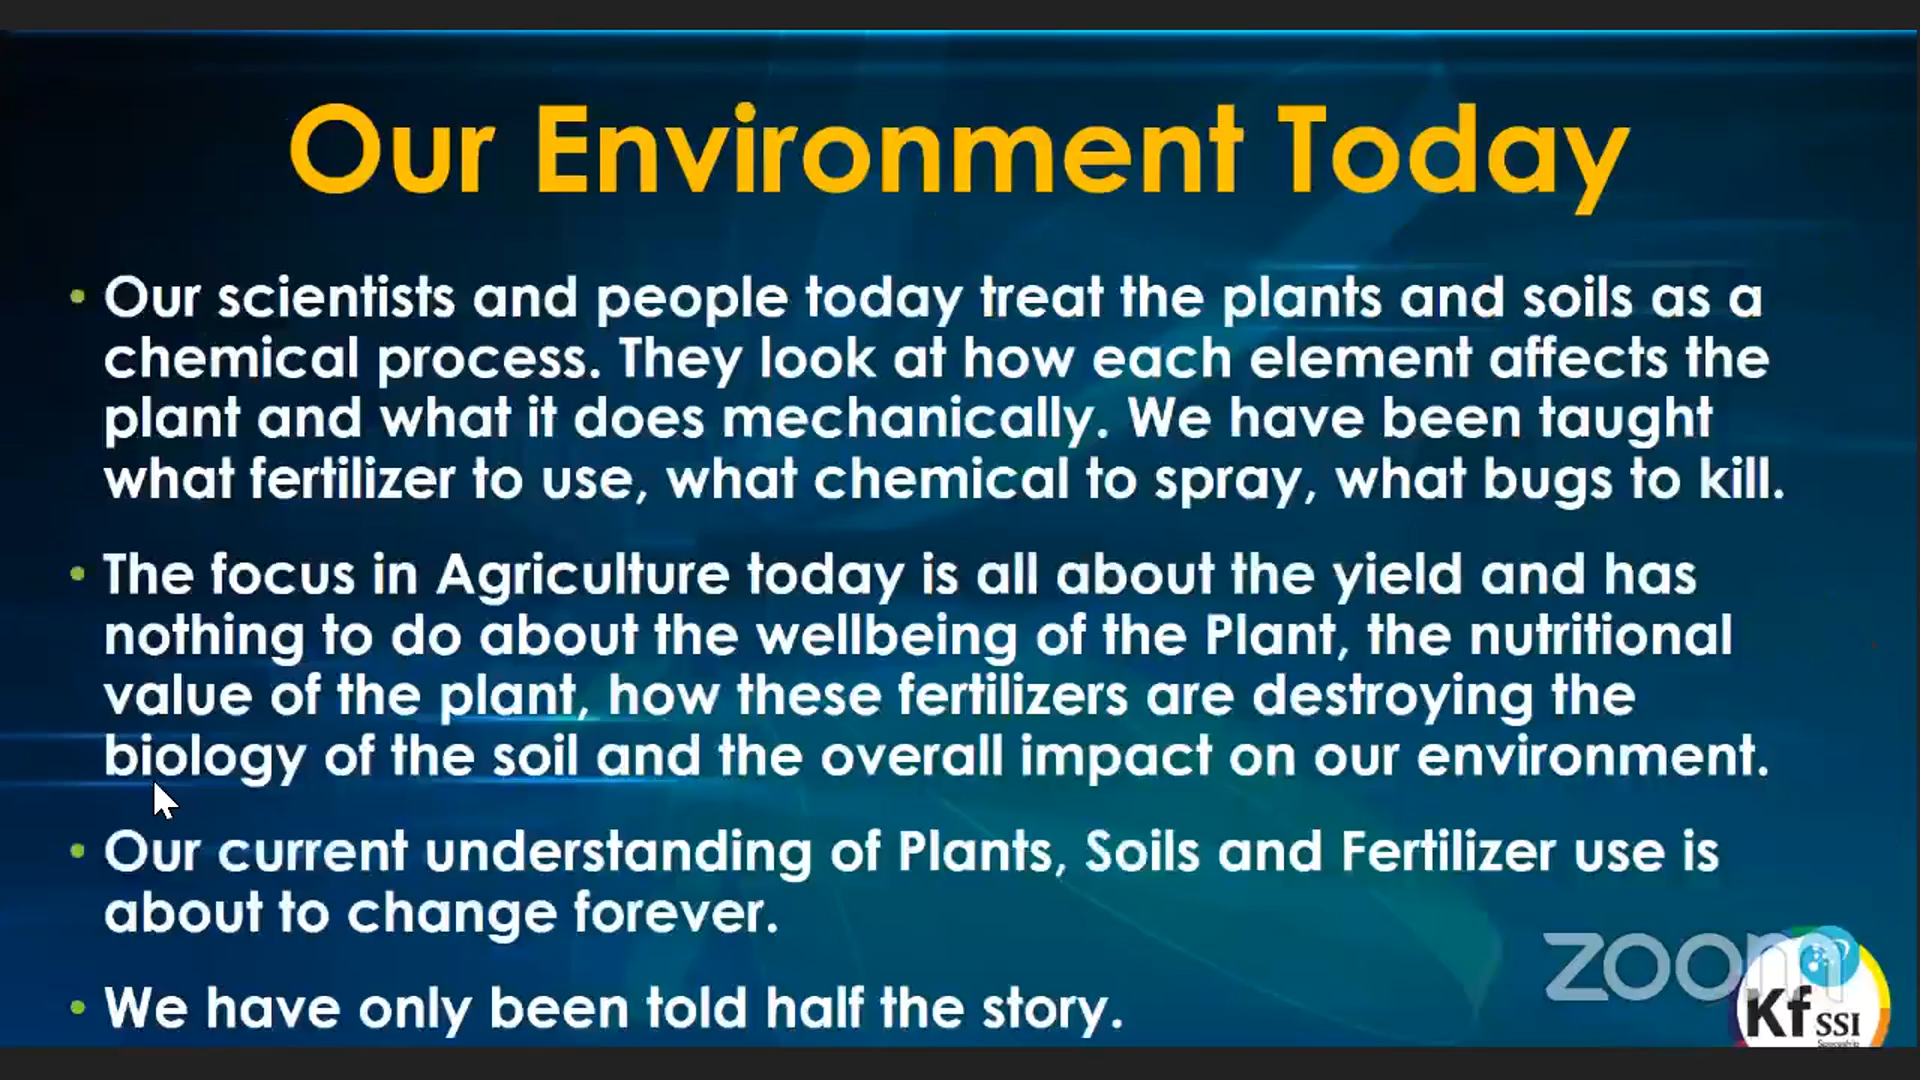 Our Environment Today
• Our scientists and people today treat the plants and soils as a
chemical process. They look at how each element affects the
plant and what it does mechanically. We have been taught
what fertilizer to use, what chemical to spray, what bugs to kill.
• The focus in Agriculture today is all about the yield and has
nothing to do about the wellbeing of the Plant, the nutritional
value of the plant, how these fertilizers are destroying the
biology of the soil and the overall impact on our environment.
• Our current understanding of Plants, Soils and Fertilizer use is
about to change forever.
• We have only been told half the story.
zoom
Kf SSI